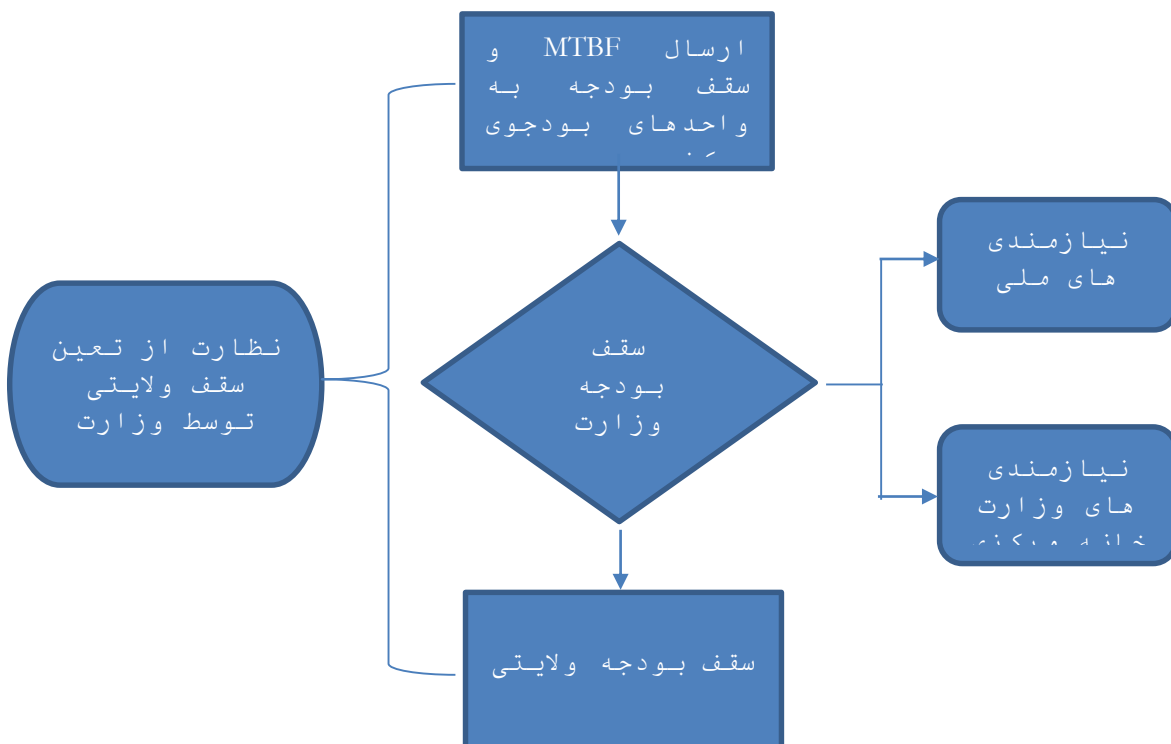 ارسال MTBF و
سقف بودجه به
واحدهای بودجوی
نیازمندی
های ملی
سقف
بودجه
وزارت
نظارت از تعین
سقف ولایتی
توسط وزارت
نیازمندی
های وزارت
سقف بودجه ولایتی